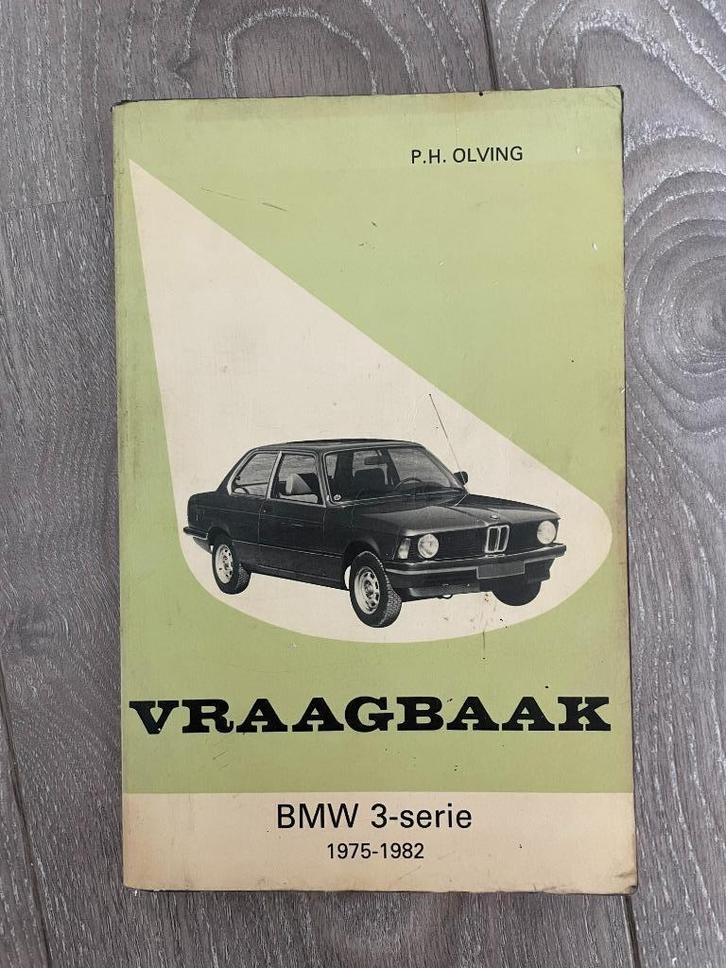 P.H. OLVING
VRAAGBAAK
BMW 3-serie
1975-1982